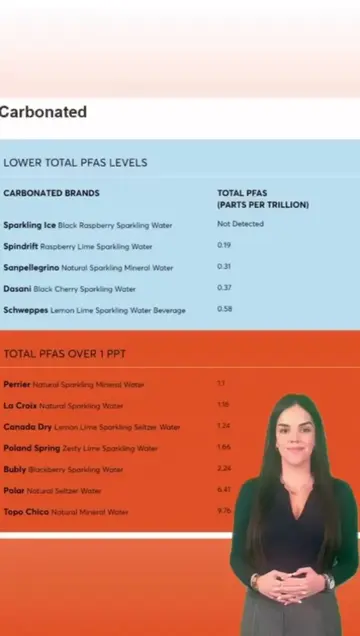 Carbonated
LOWER TOTAL PFAS LEVELS
CARBONATED BRANDS TOTAL PFAS
(PARTS PER TRILLION)
Sparkling Ice Black Raspberry Sparkling Water Not Detected
Spindrift Raspberry Lime Sparkling Water 0.19
Sanpellegrino Natural Sparkling Mineral Water 0.31
Dasani Black Cherry Sparkling Water 0.37
Schweppes Lemon Lime Sparkling Water Beverage 0.58
TOTAL PFAS OVER 1 PPT
Perrier Natural Sparkling Mineral Water 1.1
La Croix Natural Sparkling Water 1.16
Canada Dry Lemon Lime Sparkling Seltzer Water 1.24
Poland Spring Zesty Lime Sparkling Water 1.66
Bubly Blackberry Sparkling Water 2.24
Polar Natural Seltzer Water 6.41
Topo Chico Natural Mineral Water 9.76